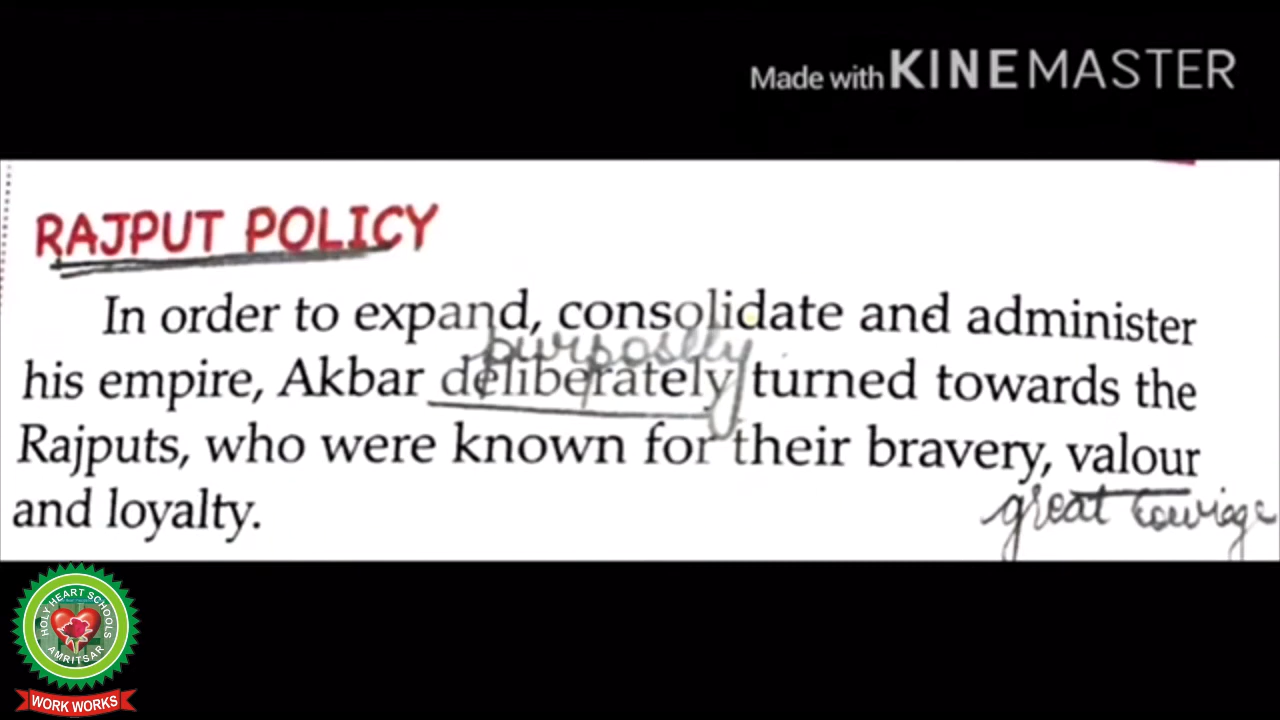 Made with KINEMASTER
RAJPUT POLICY
In order to expand, consolidate and administer
purposely
his empire, Akbar deliberately turned towards the
Rajputs, who were known for their bravery, valour
great courage
and loyalty.
HOLY HEART SCHOOLS
AMRITSAR
WORK WORKS